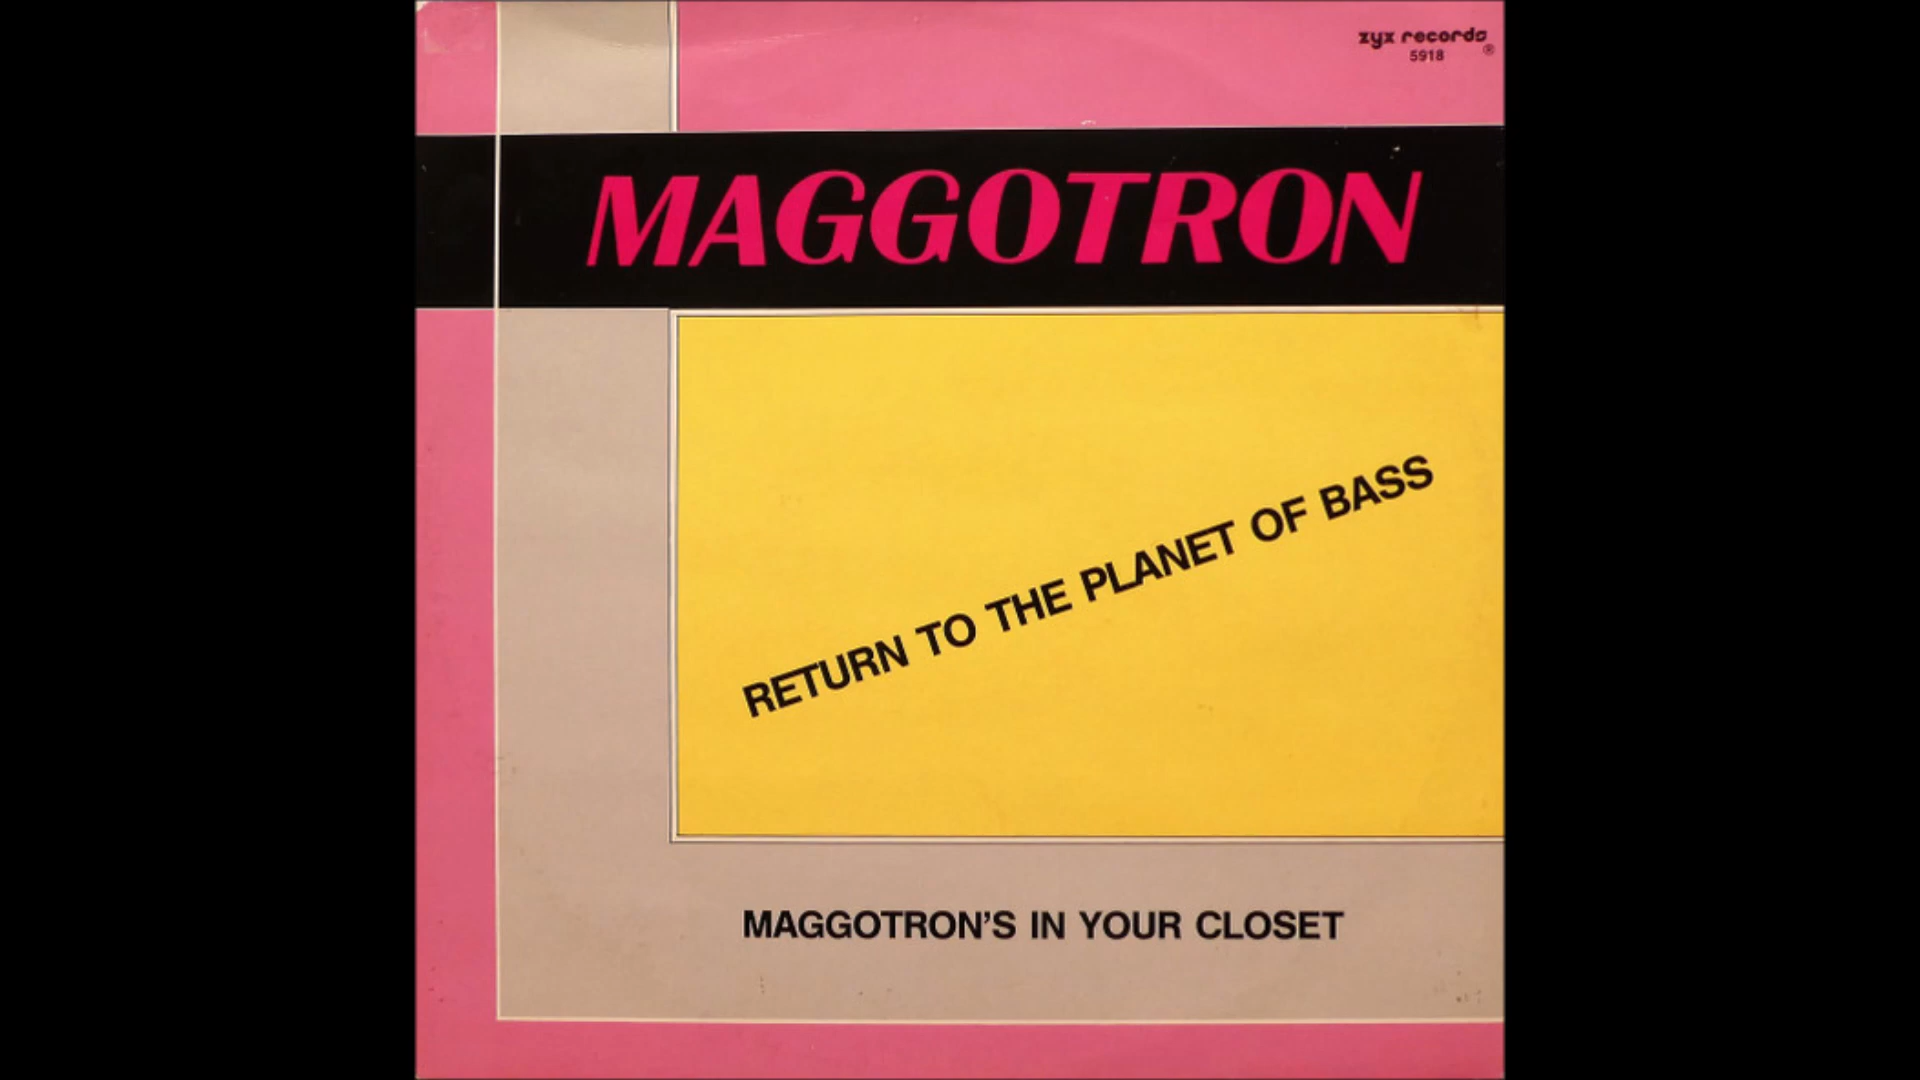 zyx records ®
5918
MAGGOTRON
RETURN TO THE PLANET OF BASS
MAGGOTRON'S IN YOUR CLOSET